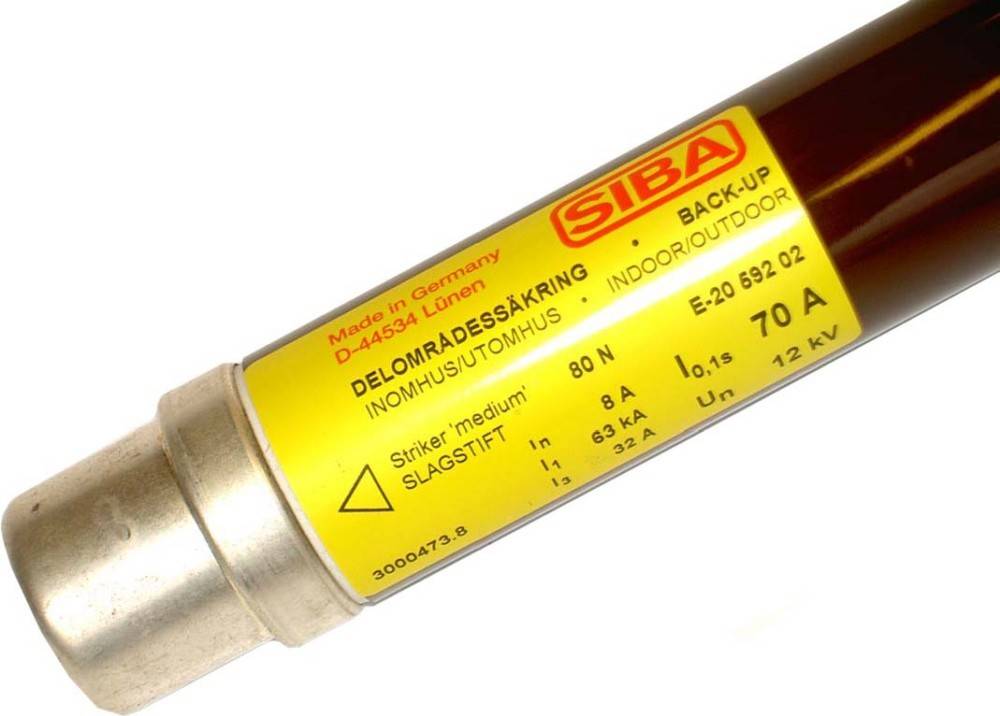 SIBA
Made in Germany
D-44534 Lünen
DELOMRÅDESSÄKRING • BACK-UP
INOMHUS/UTOMHUS • INDOOR/OUTDOOR
E-20 592 02
Striker 'medium' 80 N I0,1s 70 A
SLAGSTIFT In 8 A Un 12 kV
I1 63 kA
I3 32 A
3000473.8